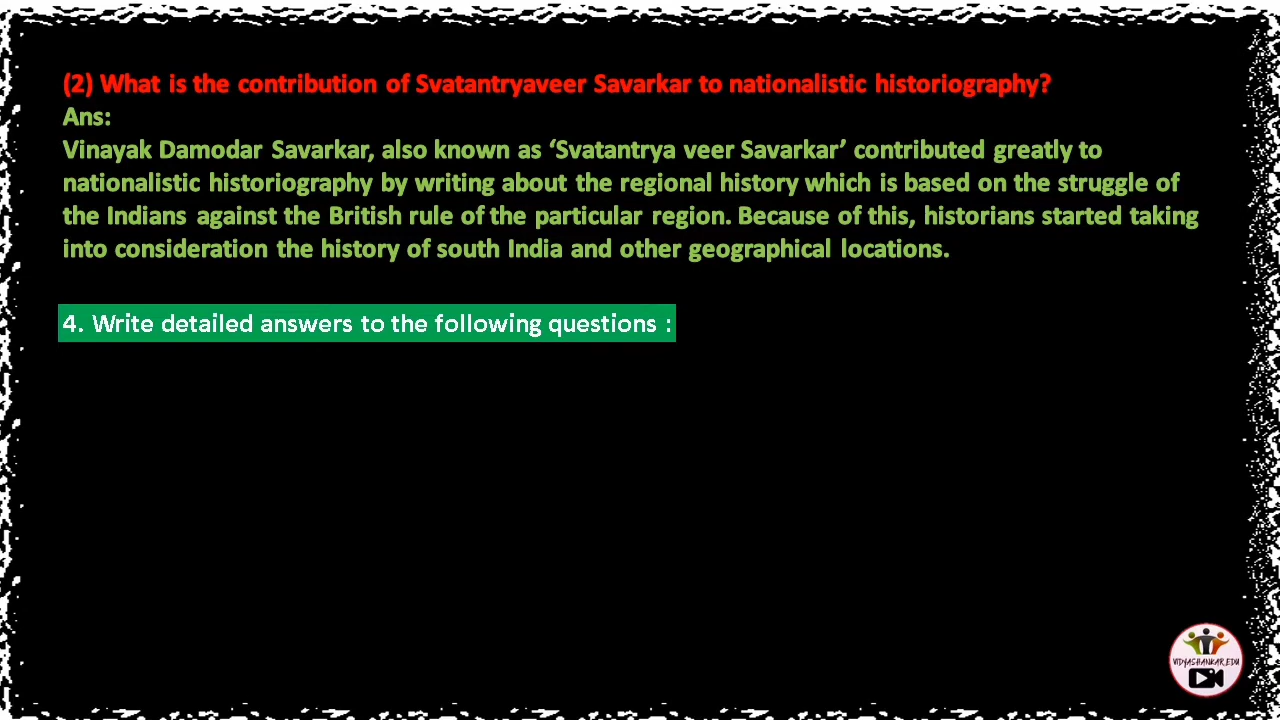 (2) What is the contribution of Svatantryaveer Savarkar to nationalistic historiography?
Ans:
Vinayak Damodar Savarkar, also known as ‘Svatantrya veer Savarkar’ contributed greatly to
nationalistic historiography by writing about the regional history which is based on the struggle of
the Indians against the British rule of the particular region. Because of this, historians started taking
into consideration the history of south India and other geographical locations.
4. Write detailed answers to the following questions :
VIDYASHANKAR.EDU